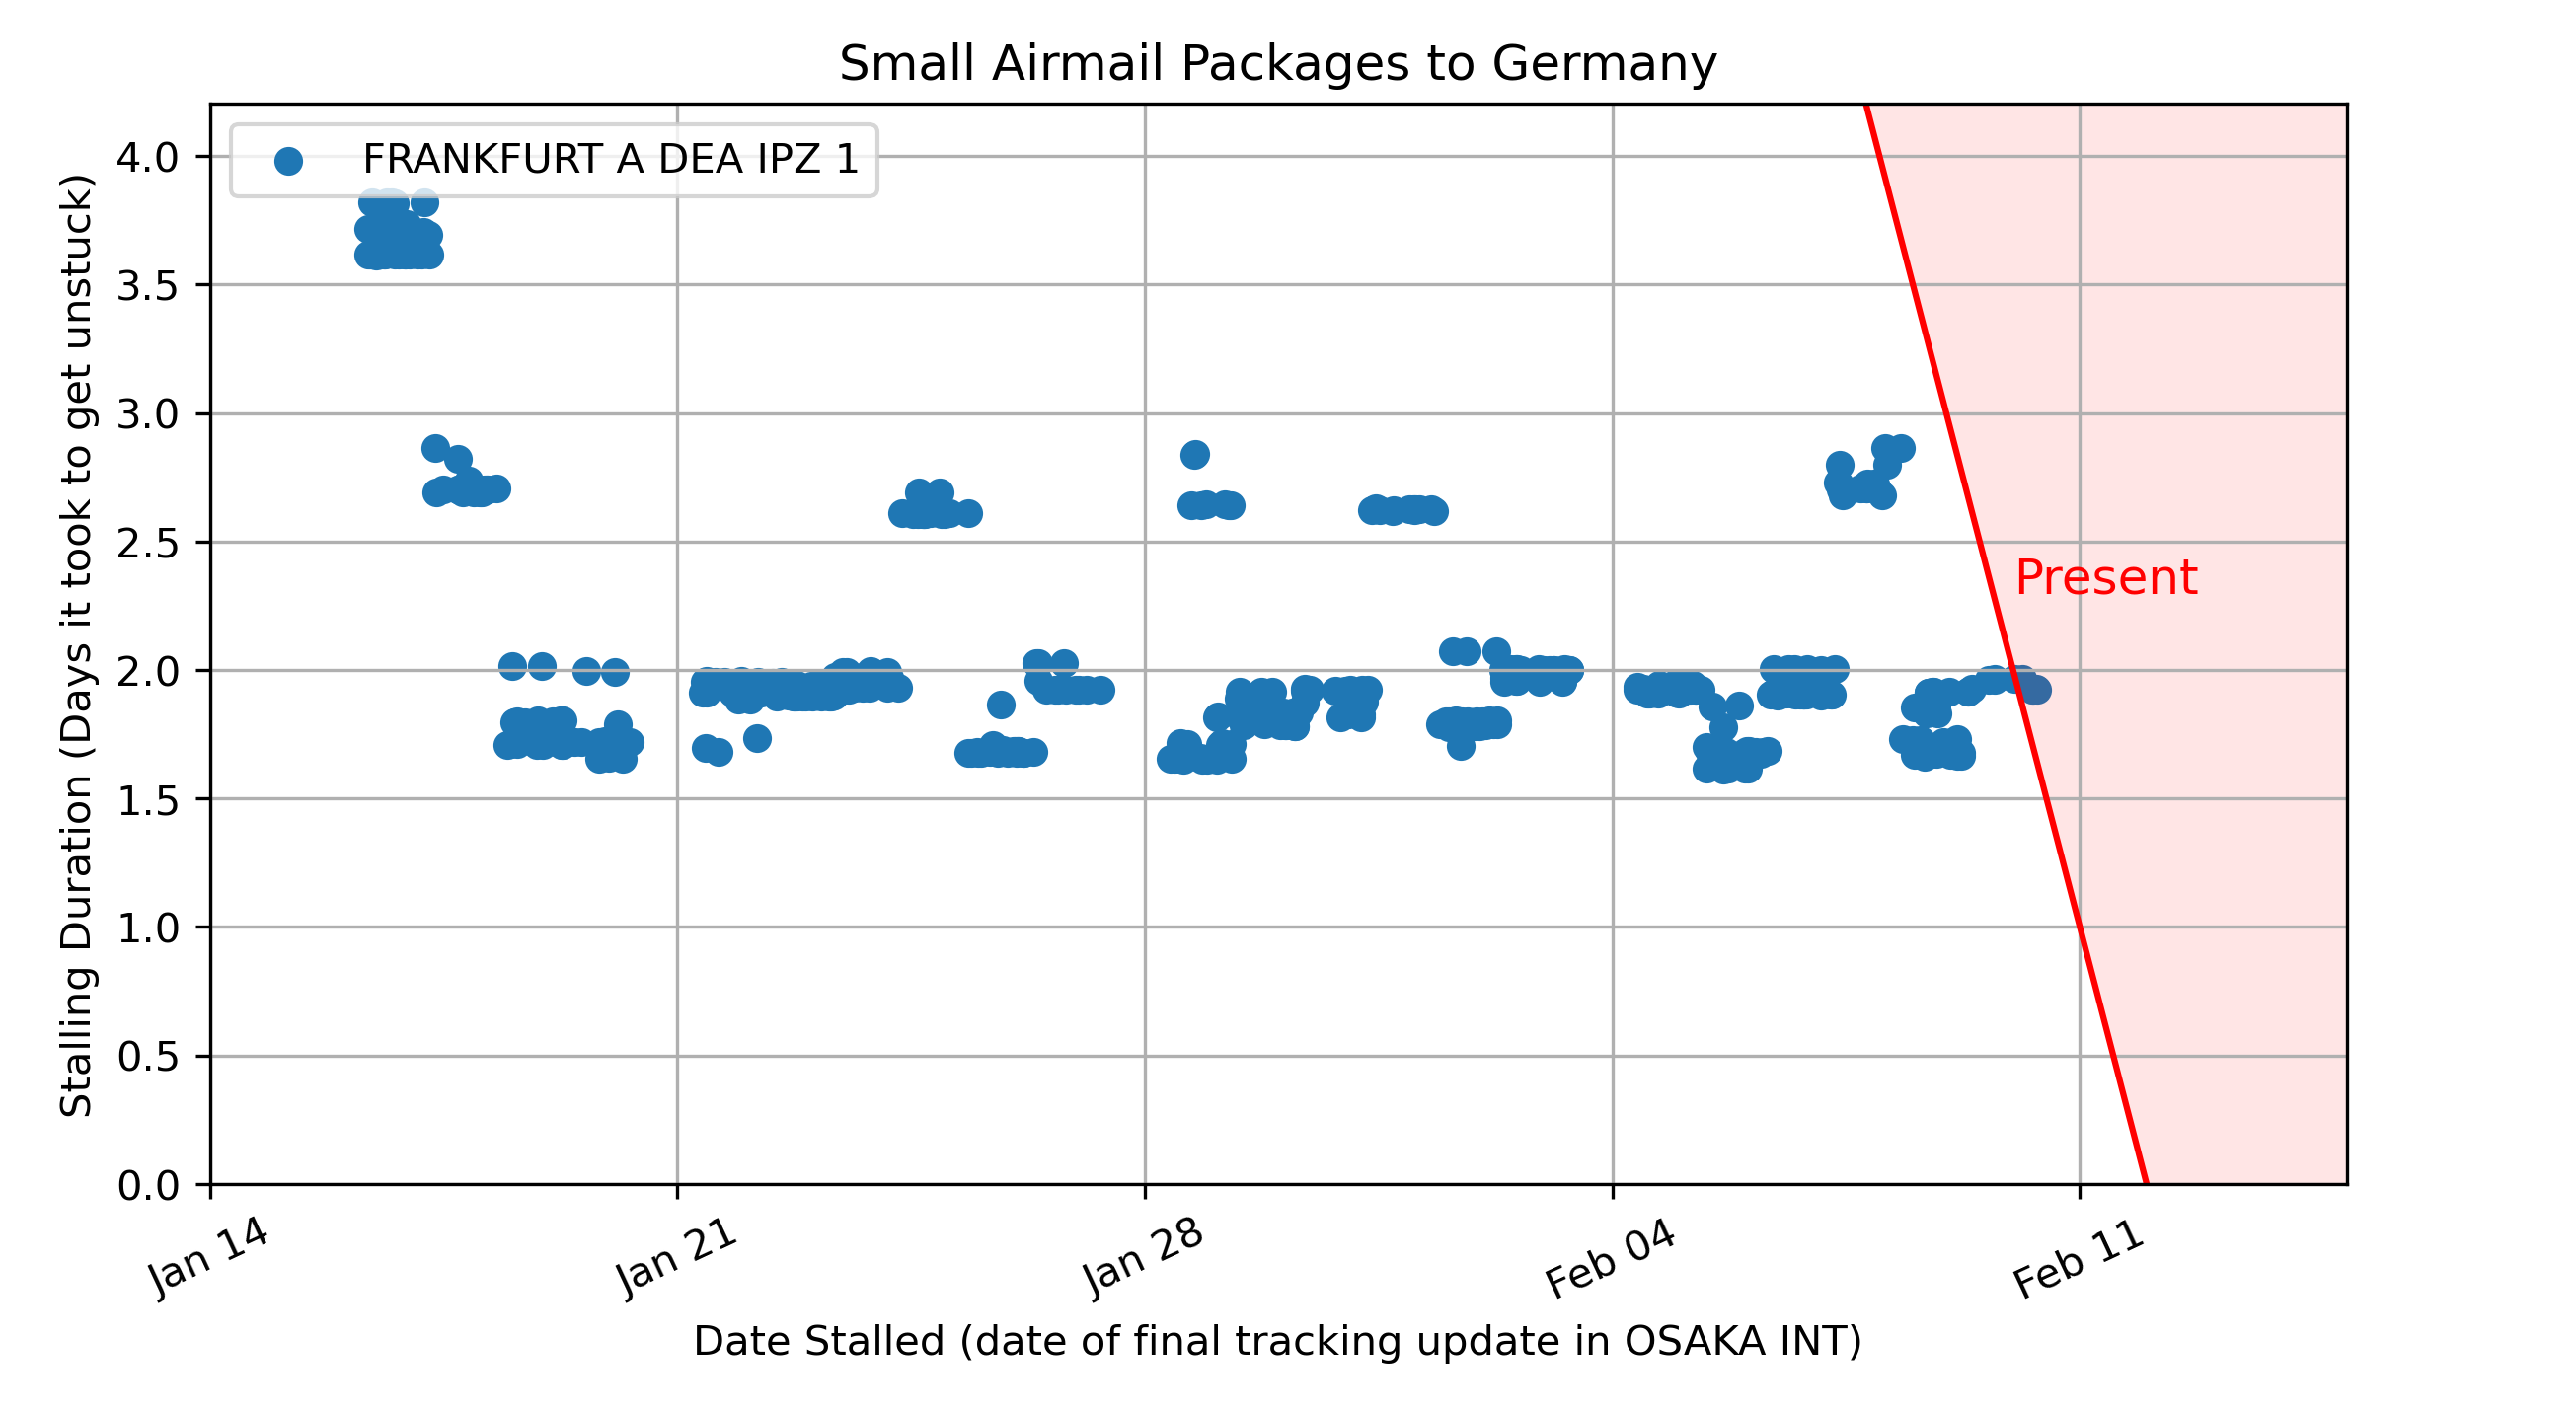 Small Airmail Packages to Germany
FRANKFURT A DEA IPZ 1
Stalling Duration (Days it took to get unstuck)
4.0
3.5
3.0
2.5
2.0
1.5
1.0
0.5
0.0
Present
Jan 14
Jan 21
Jan 28
Feb 04
Feb 11
Date Stalled (date of final tracking update in OSAKA INT)